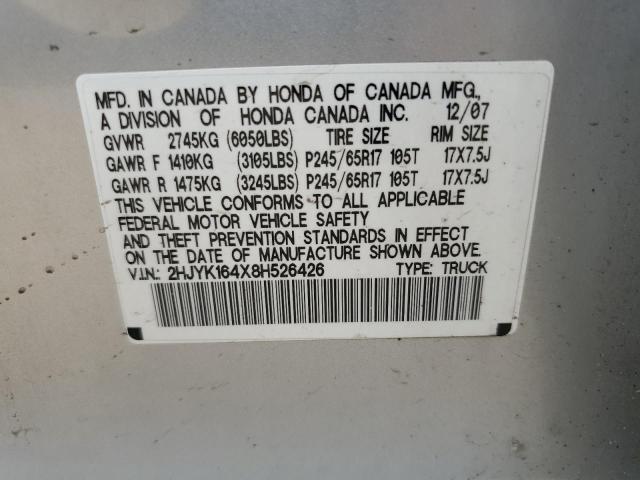 MFD. IN CANADA BY HONDA OF CANADA MFG.,
A DIVISION OF HONDA CANADA INC. 12/07
GVWR 2745KG (6050LBS) TIRE SIZE RIM SIZE
GAWR F 1410KG (3105LBS) P245/65R17 105T 17X7.5J
GAWR R 1475KG (3245LBS) P245/65R17 105T 17X7.5J
THIS VEHICLE CONFORMS TO ALL APPLICABLE
FEDERAL MOTOR VEHICLE SAFETY
AND THEFT PREVENTION STANDARDS IN EFFECT
ON THE DATE OF MANUFACTURE SHOWN ABOVE.
V.I.N.: 2HJYK164X8H526426 TYPE: TRUCK